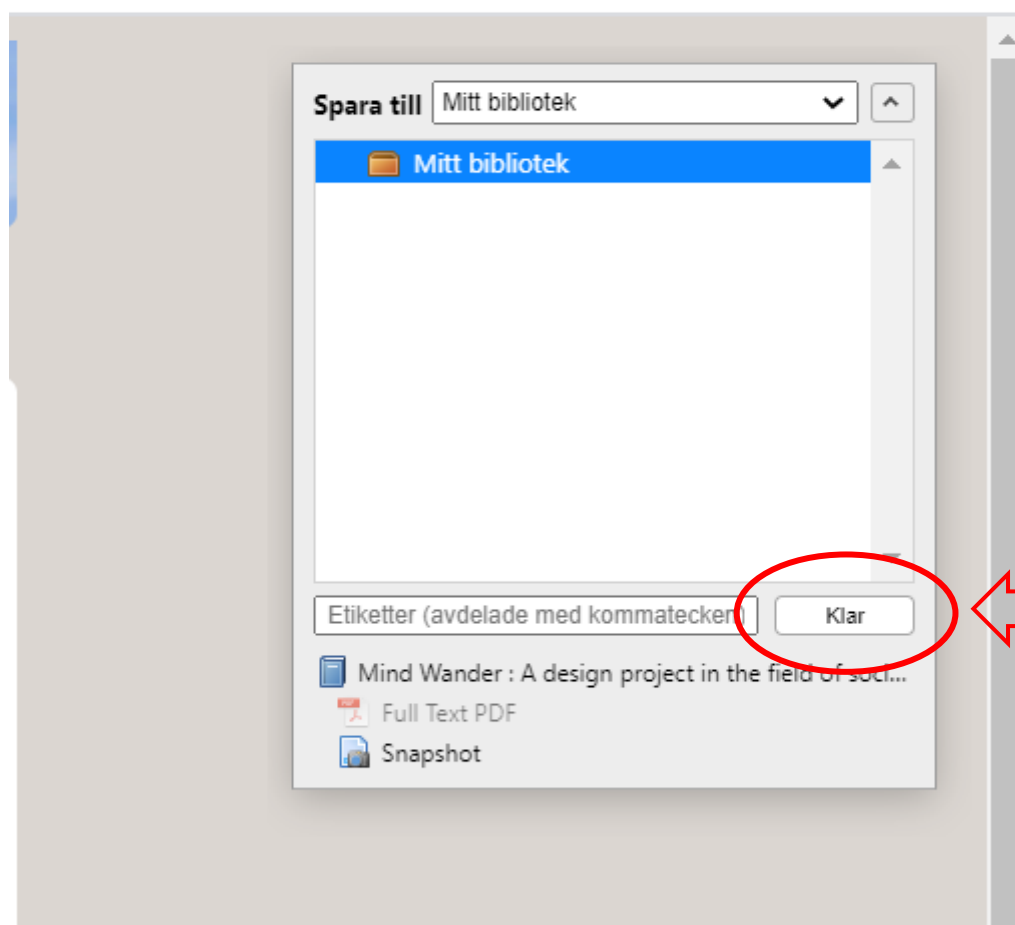 Spara till Mitt bibliotek
Mitt bibliotek
Etiketter (avdelade med kommatecken) Klar
Mind Wander : A design project in the field of soci...
Full Text PDF
Snapshot